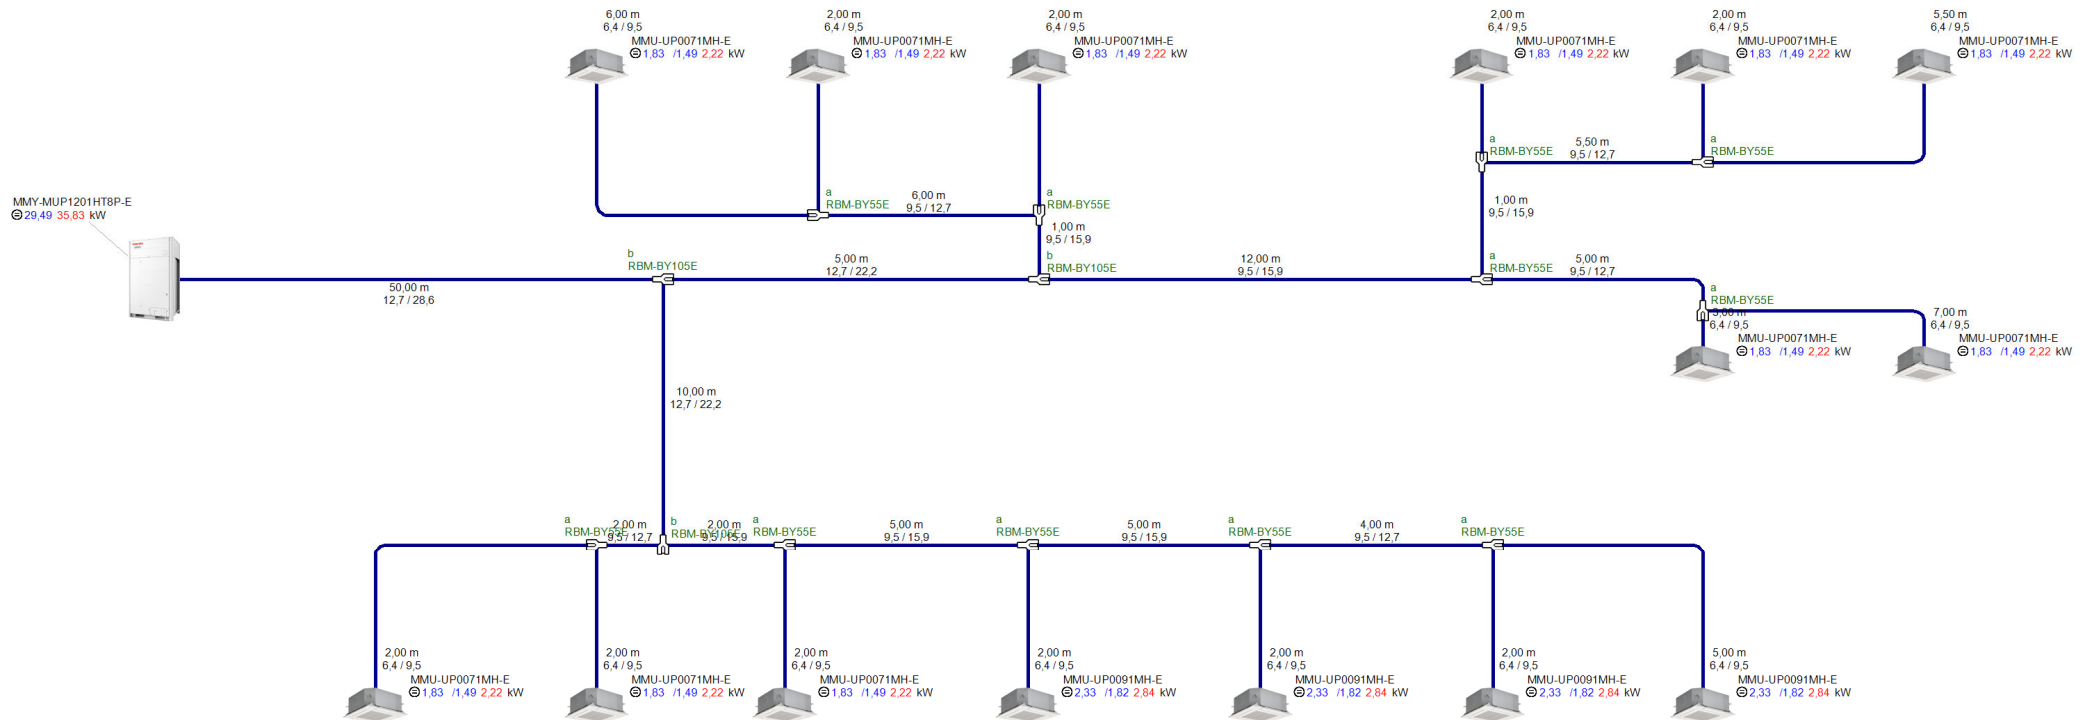 6,00 m
6,4 / 9,5
MMU-UP0071MH-E
1,83 /1,49 2,22 kW
2,00 m
6,4 / 9,5
MMU-UP0071MH-E
1,83 /1,49 2,22 kW
2,00 m
6,4 / 9,5
MMU-UP0071MH-E
1,83 /1,49 2,22 kW
2,00 m
6,4 / 9,5
MMU-UP0071MH-E
1,83 /1,49 2,22 kW
2,00 m
6,4 / 9,5
MMU-UP0071MH-E
1,83 /1,49 2,22 kW
5,50 m
6,4 / 9,5
MMU-UP0071MH-E
1,83 /1,49 2,22 kW
a
RBM-BY55E
5,50 m
9,5 / 12,7
a
RBM-BY55E
MMY-MUP1201HT8P-E
29,49 35,83 kW
a
RBM-BY55E
6,00 m
9,5 / 12,7
a
RBM-BY55E
1,00 m
9,5 / 15,9
1,00 m
9,5 / 15,9
b
RBM-BY105E
5,00 m
12,7 / 22,2
b
RBM-BY105E
12,00 m
9,5 / 15,9
a
RBM-BY55E
5,00 m
9,5 / 12,7
50,00 m
12,7 / 28,6
a
RBM-BY55E
3,00 m
6,4 / 9,5
MMU-UP0071MH-E
1,83 /1,49 2,22 kW
7,00 m
6,4 / 9,5
MMU-UP0071MH-E
1,83 /1,49 2,22 kW
10,00 m
12,7 / 22,2
a
RBM-BY55E
2,00 m
9,5 / 12,7
b
RBM-BY105E
2,00 m
9,5 / 15,9
a
RBM-BY55E
5,00 m
9,5 / 15,9
a
RBM-BY55E
5,00 m
9,5 / 15,9
a
RBM-BY55E
4,00 m
9,5 / 12,7
a
RBM-BY55E
2,00 m
6,4 / 9,5
MMU-UP0071MH-E
1,83 /1,49 2,22 kW
2,00 m
6,4 / 9,5
MMU-UP0071MH-E
1,83 /1,49 2,22 kW
2,00 m
6,4 / 9,5
MMU-UP0071MH-E
1,83 /1,49 2,22 kW
2,00 m
6,4 / 9,5
MMU-UP0091MH-E
2,33 /1,82 2,84 kW
2,00 m
6,4 / 9,5
MMU-UP0091MH-E
2,33 /1,82 2,84 kW
2,00 m
6,4 / 9,5
MMU-UP0091MH-E
2,33 /1,82 2,84 kW
5,00 m
6,4 / 9,5
MMU-UP0091MH-E
2,33 /1,82 2,84 kW